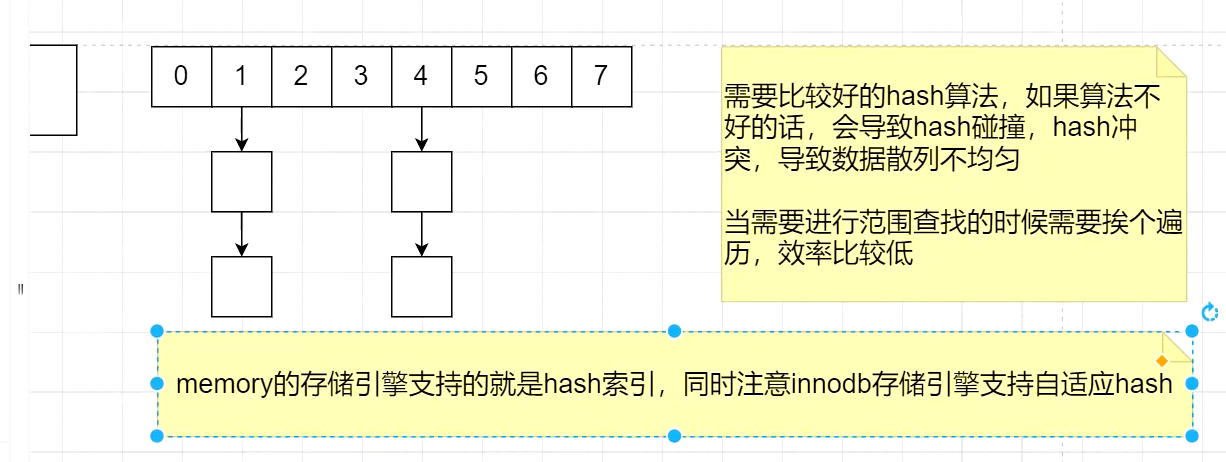 0 1 2 3 4 5 6 7
需要比较好的hash算法，如果算法不
好的话，会导致hash碰撞，hash冲
突，导致数据散列不均匀
当需要进行范围查找的时候需要挨个遍
历，效率比较低
memory的存储引擎支持的就是hash索引，同时注意innodb存储引擎支持自适应hash